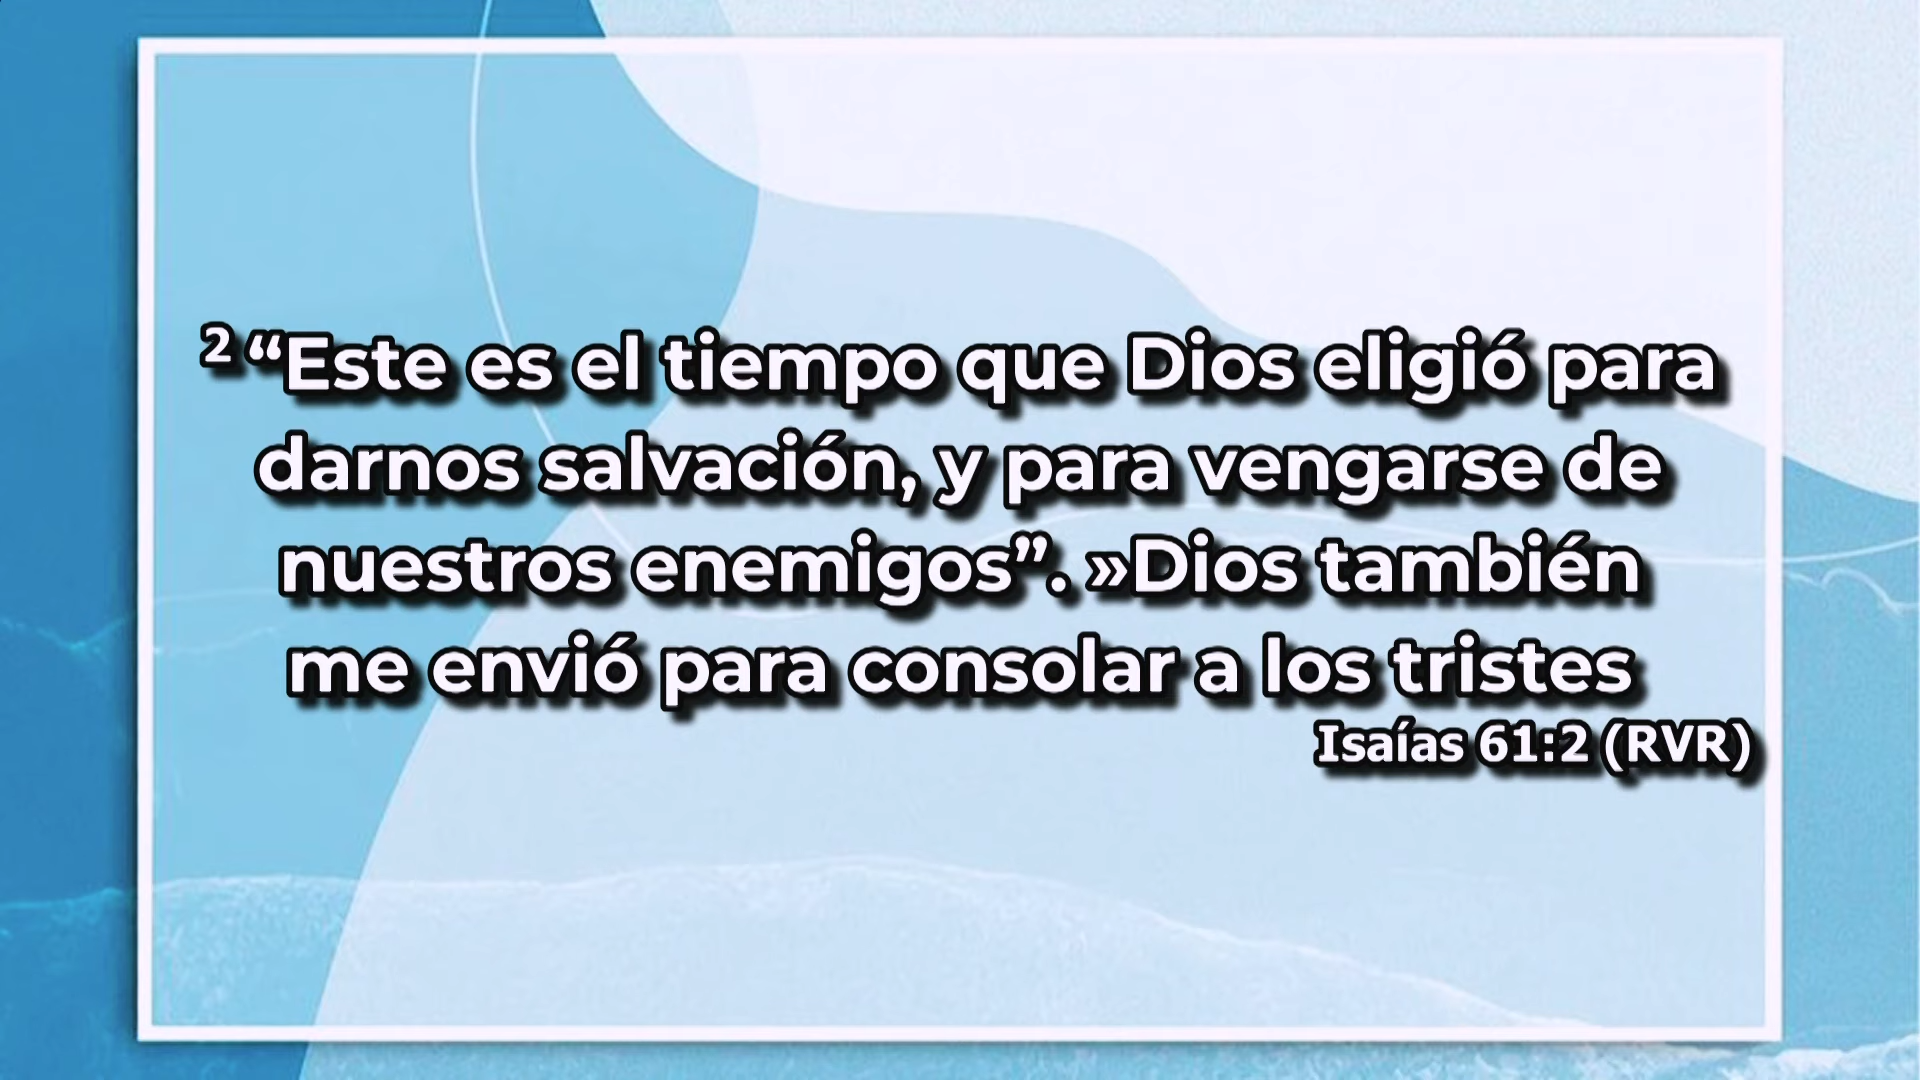 2 “Este es el tiempo que Dios eligió para
darnos salvación, y para vengarse de
nuestros enemigos”. »Dios también
me envió para consolar a los tristes
Isaías 61:2 (RVR)